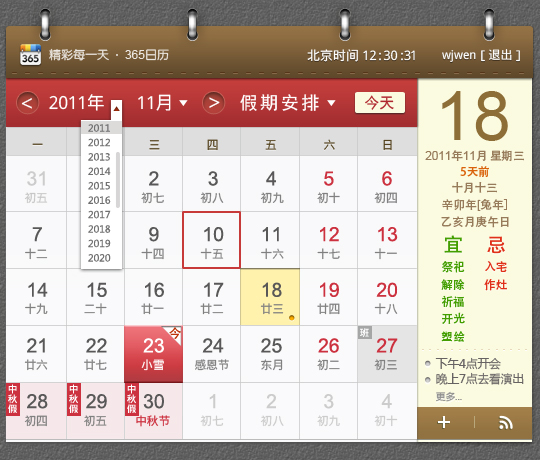 365 精彩每一天 · 365日历 北京时间 12:30:31 wjwen [ 退出 ]
< 2011年 11月 > 假期安排 今天
2011
2012
2013
2014
2015
2016
2017
2018
2019
2020
一 三 四 五 六 日
31 2 3 4 5 6
初五 初七 初八 初九 初十 初十
7 9 10 11 12 13
十二 十四 十五 十六 十七 十一
14 15 16 17 18 19 20
十九 二十 廿一 廿二 廿三 廿四 十八
今 班
21 22 23 24 25 26 27
廿六 廿七 小雪 感恩节 东月 初二 初三
中秋假 中秋假 中秋假
28 29 30 1 2 3 4
初四 初五 中秋节 初七 初八 初九 初十
18
2011年11月 星期三
5天前
十月十三
辛卯年[兔年]
乙亥月庚午日
宜 忌
祭祀 入宅
解除 作灶
祈福
开光
塑绘
下午4点开会
晚上7点去看演出
更多...
+